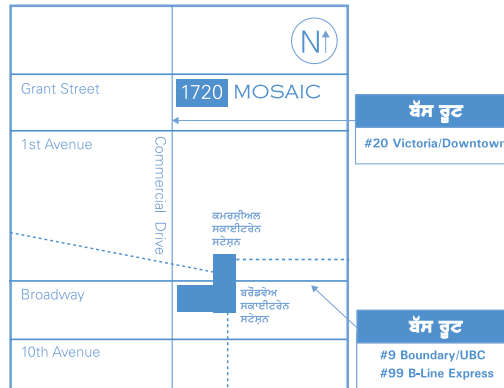 N↑
Grant Street
1720 MOSAIC
ਬੱਸ ਰੂਟ
#20 Victoria/Downtown
1st Avenue
Commercial Drive
ਕਮਰਸ਼ੀਅਲ
ਸਕਾਈਟਰੇਨ
ਸਟੇਸ਼ਨ
Broadway
ਬਰੌਡਵੇਅ
ਸਕਾਈਟਰੇਨ
ਸਟੇਸ਼ਨ
ਬੱਸ ਰੂਟ
#9 Boundary/UBC
#99 B-Line Express
10th Avenue